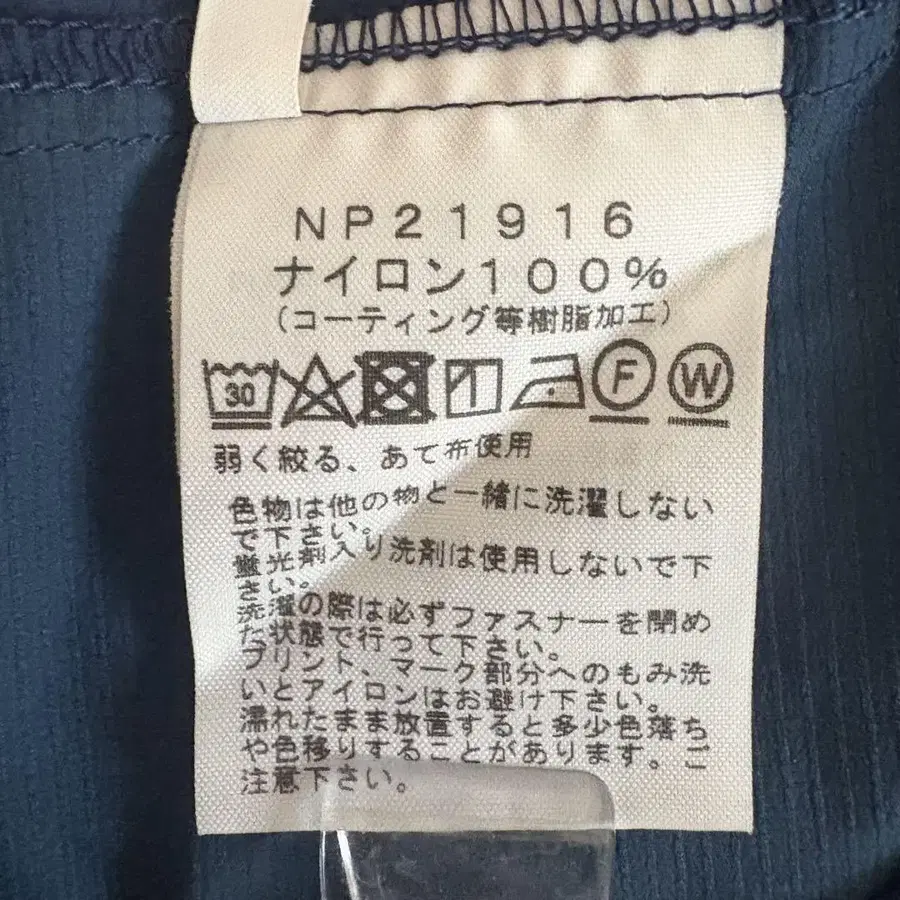 NP21916
ナイロン100%
(コーティング等樹脂加工)
30 F W
弱く絞る、あて布使用
色物は他の物と一緒に洗濯しない
で下さい。
蛍光剤入り洗剤は使用しないで下
さい。
洗濯の際は必ずファスナーを閉め
た状態で行って下さい。
プリント、マーク部分へのもみ洗
いとアイロンはお避け下さい。
濡れたまま放置すると多少色落ち
や色移りすることがあります。ご
注意下さい。